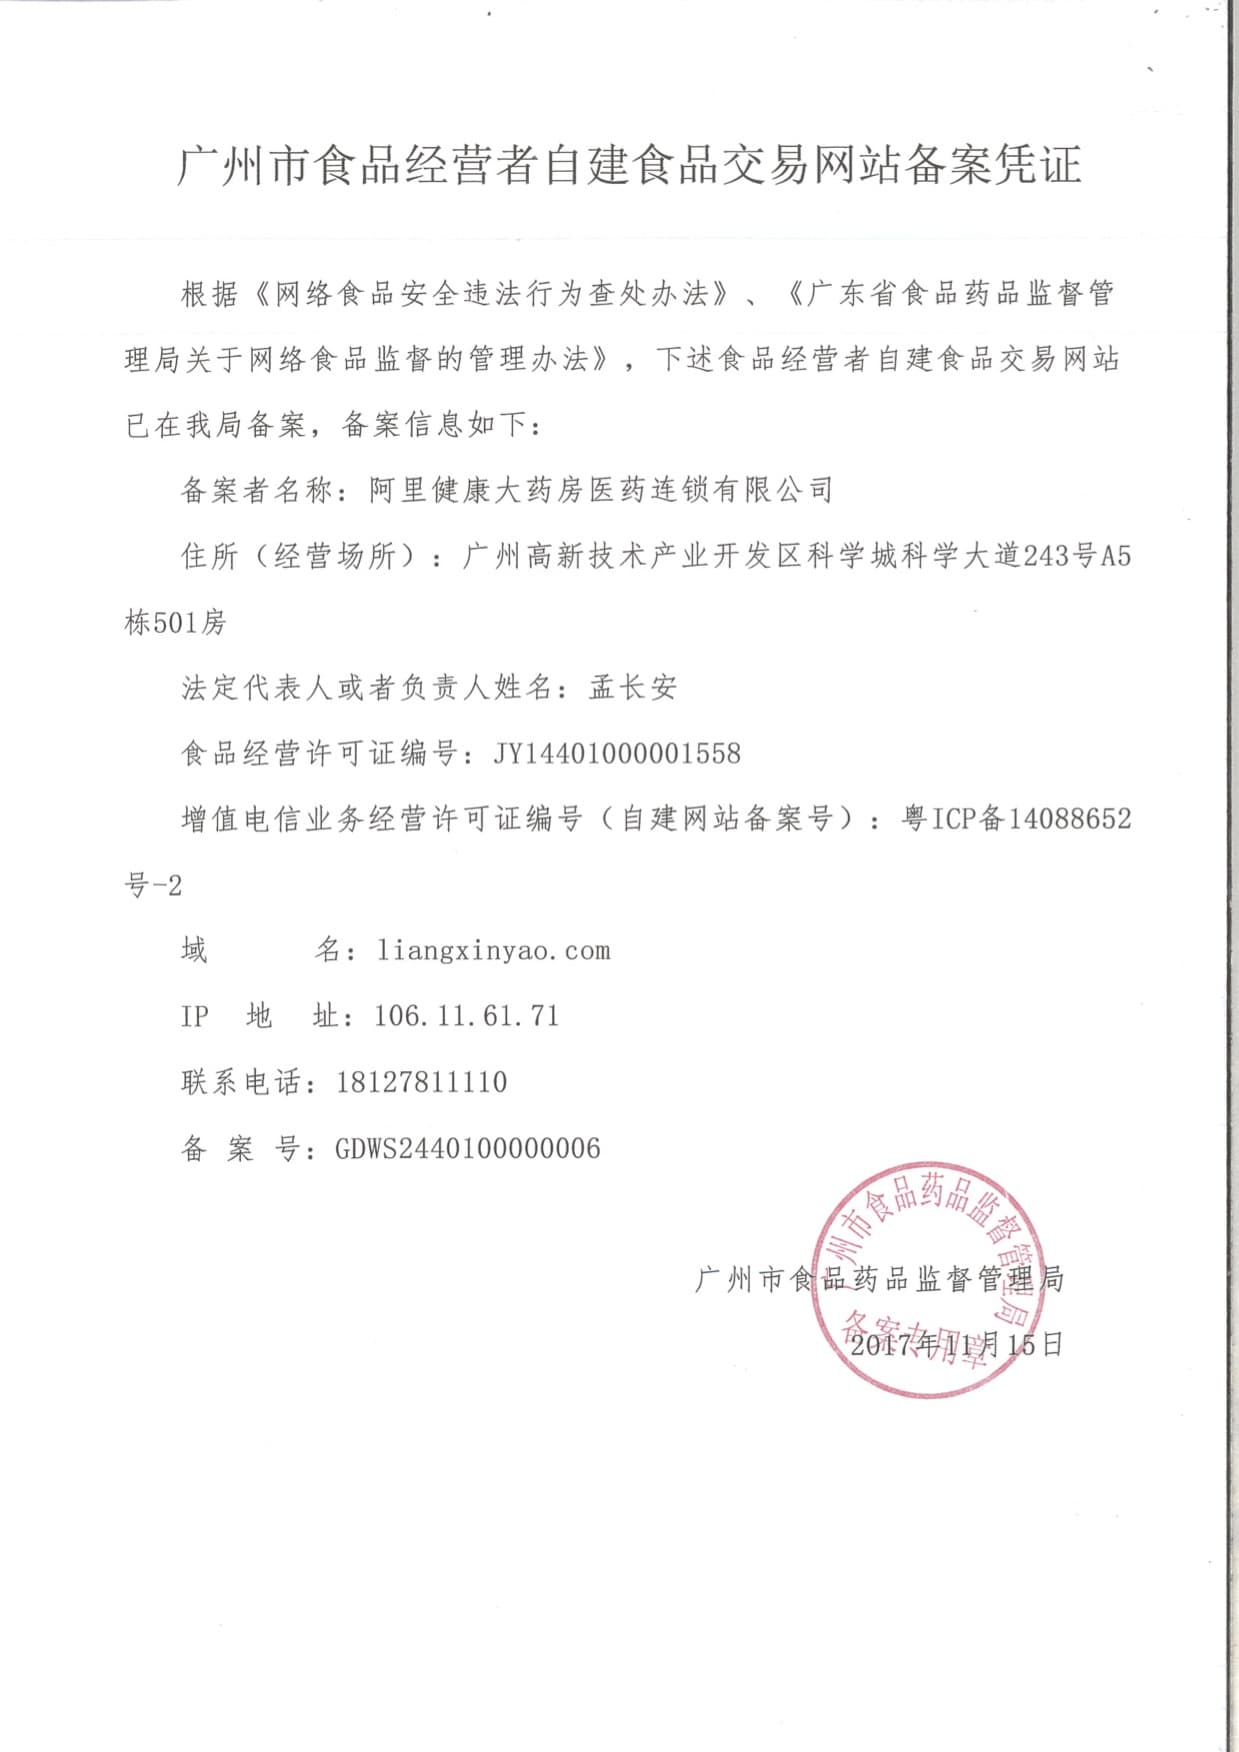 广州市食品经营者自建食品交易网站备案凭证
根据《网络食品安全违法行为查处办法》、《广东省食品药品监督管
理局关于网络食品监督的管理办法》，下述食品经营者自建食品交易网站
已在我局备案，备案信息如下：
备案者名称：阿里健康大药房医药连锁有限公司
住所（经营场所）：广州高新技术产业开发区科学城科学大道243号A5
栋501房
法定代表人或者负责人姓名：孟长安
食品经营许可证编号：JY14401000001558
增值电信业务经营许可证编号（自建网站备案号）：粤ICP备14088652
号-2
域 名：liangxinyao.com
IP 地 址：106.11.61.71
联系电话：18127811110
备 案 号：GDWS2440100000006
广州市食品药品监督管理局
2017年11月15日
广州市食品药品监督管理局
备案专用章